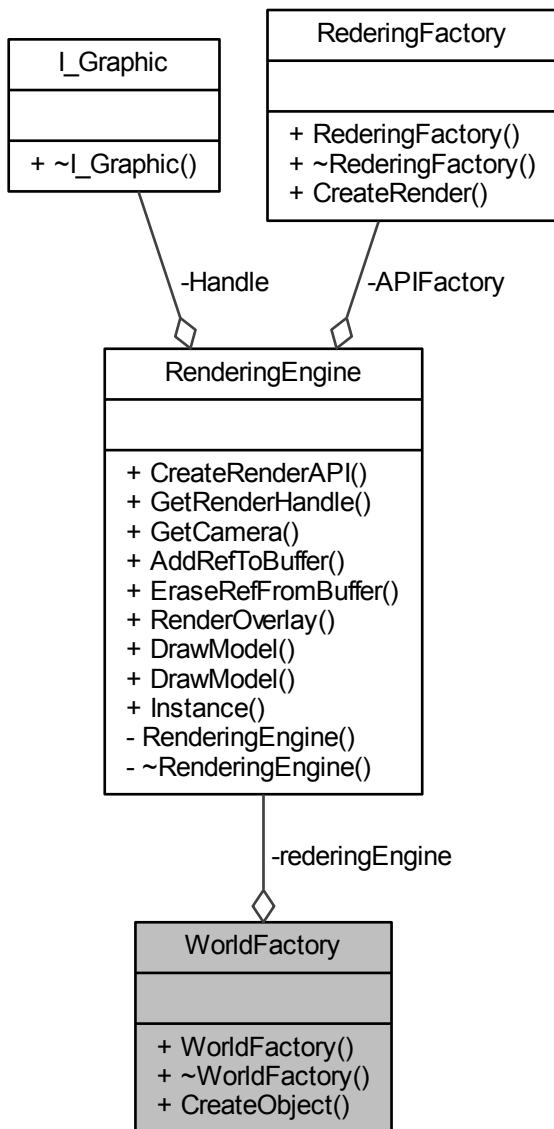 I_Graphic
+ ~I_Graphic()
RederingFactory
+ RederingFactory()
+ ~RederingFactory()
+ CreateRender()
-Handle
-APIFactory
RenderingEngine
+ CreateRenderAPI()
+ GetRenderHandle()
+ GetCamera()
+ AddRefToBuffer()
+ EraseRefFromBuffer()
+ RenderOverlay()
+ DrawModel()
+ DrawModel()
+ Instance()
- RenderingEngine()
- ~RenderingEngine()
-rederingEngine
WorldFactory
+ WorldFactory()
+ ~WorldFactory()
+ CreateObject()